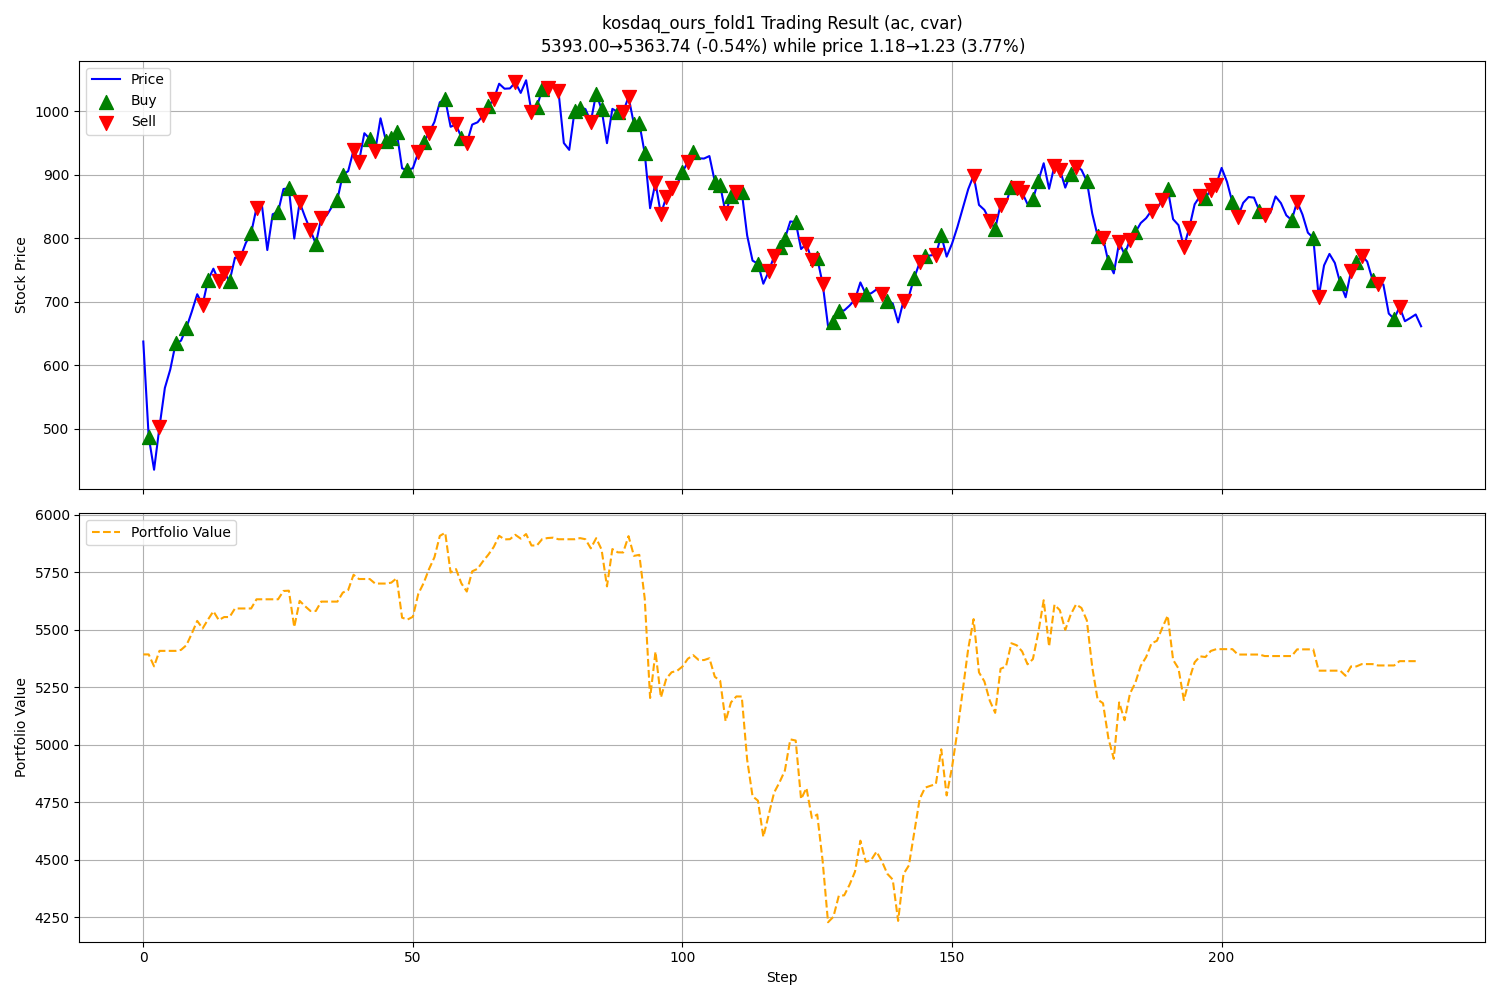 kosdaq_ours_fold1 Trading Result (ac, cvar)
5393.00→5363.74 (-0.54%) while price 1.18→1.23 (3.77%)
Price
Buy
Sell
Stock Price
1000
900
800
700
600
500
Portfolio Value
Portfolio Value
6000
5750
5500
5250
5000
4750
4500
4250
0 50 100 150 200
Step